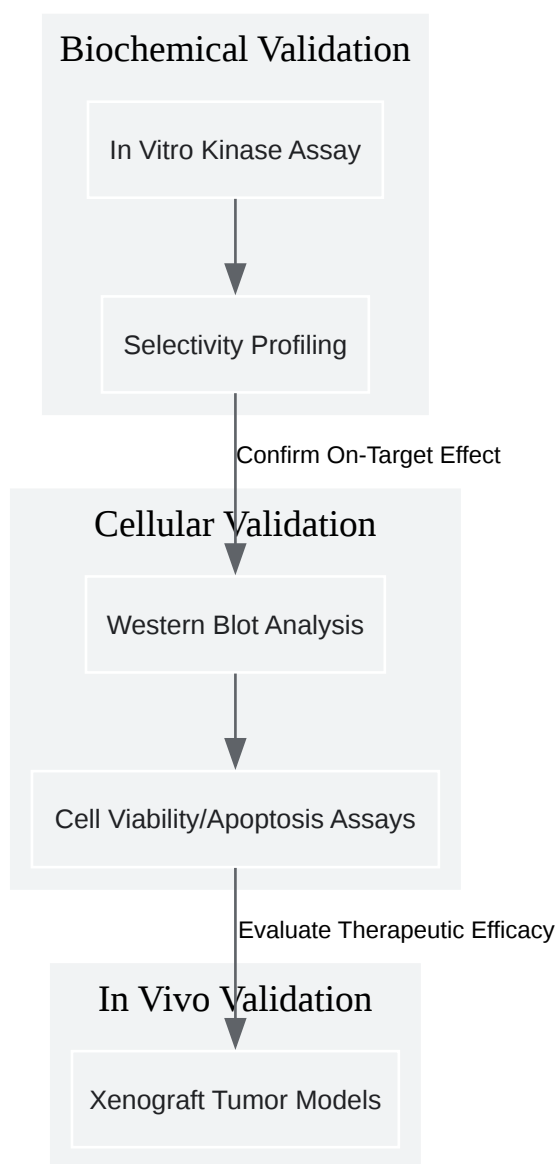 Biochemical Validation
In Vitro Kinase Assay
Selectivity Profiling
Confirm On-Target Effect
Cellular Validation
Western Blot Analysis
Cell Viability/Apoptosis Assays
Evaluate Therapeutic Efficacy
In Vivo Validation
Xenograft Tumor Models